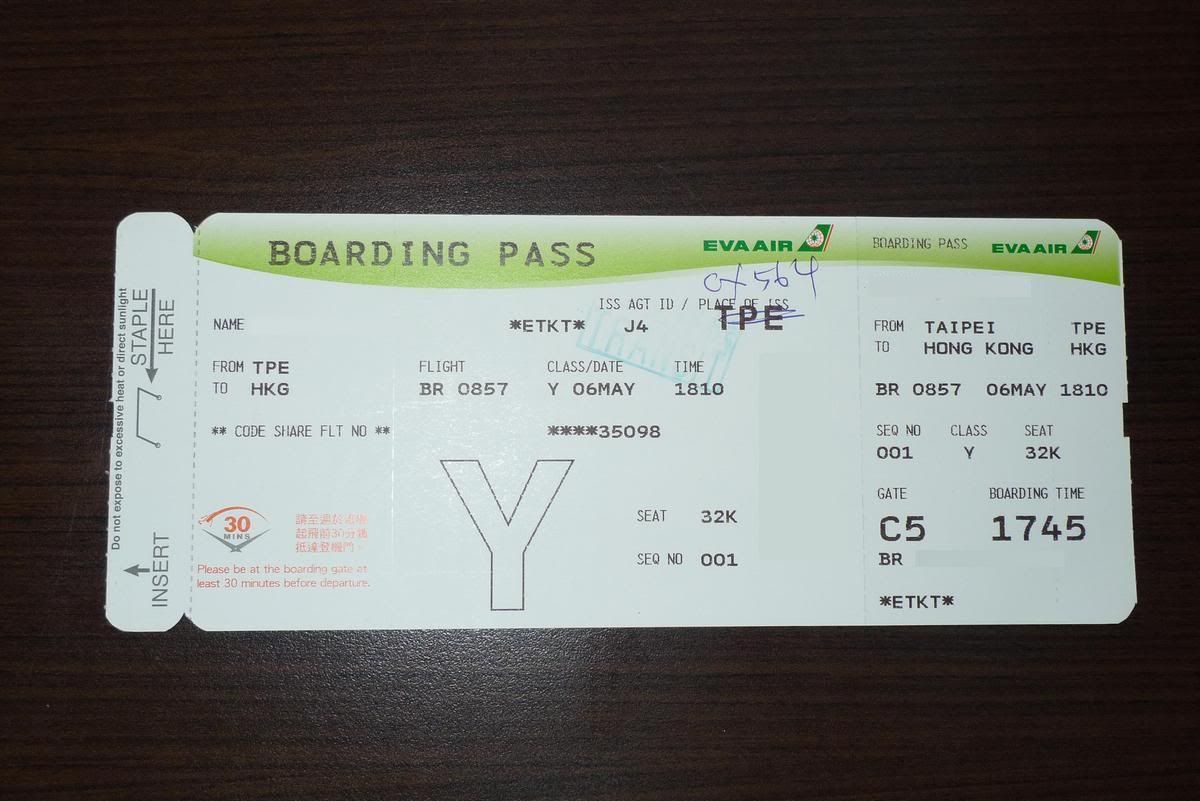 BOARDING PASS
EVA AIR
BOARDING PASS
EVA AIR
CX564
ISS AGT ID / PLACE OF ISS
NAME
*ETKT* J4 TPE
TRANSIT
FROM TPE
TO HKG
FLIGHT
BR 0857
CLASS/DATE
Y 06MAY
TIME
1810
** CODE SHARE FLT NO **
****35098
Y
SEAT 32K
SEQ NO 001
30
MINS
請至遲於班機
起飛前30分鐘
抵達登機門。
Please be at the boarding gate at
least 30 minutes before departure.
FROM TAIPEI TPE
TO HONG KONG HKG
BR 0857 06MAY 1810
SEQ NO CLASS SEAT
001 Y 32K
GATE BOARDING TIME
C5 1745
BR
*ETKT*
Do not expose to excessive heat or direct sunlight
STAPLE
HERE
INSERT